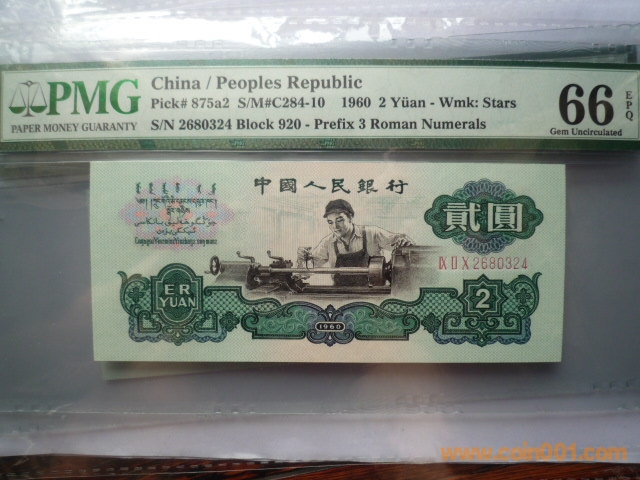 PMG
PAPER MONEY GUARANTY
China / Peoples Republic
Pick# 875a2 S/M#C284-10 1960 2 Yüan - Wmk: Stars
S/N 2680324 Block 920 - Prefix 3 Roman Numerals
66
EPQ
Gem Uncirculated
中國人民銀行
貳圓
IX II X 2680324
ER
YUAN
1960
2
www.coin001.com